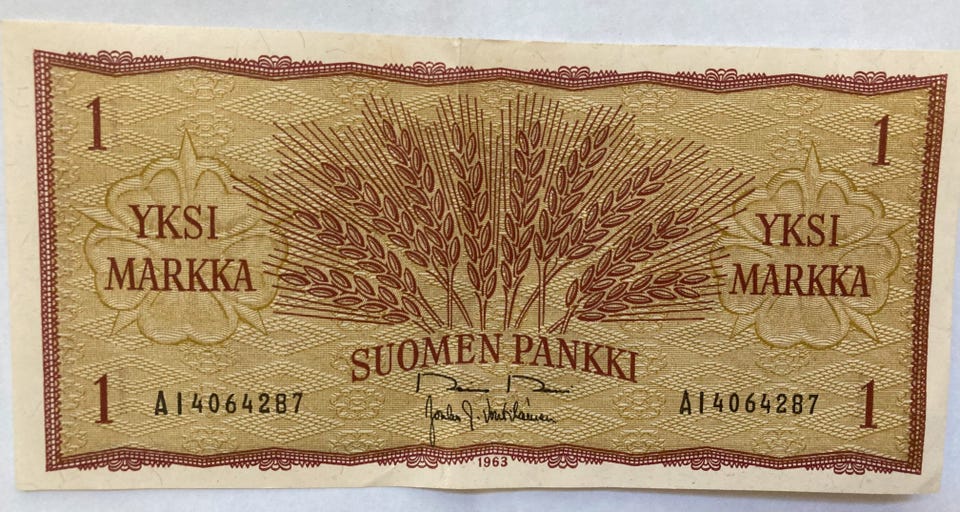 1
1
YKSI
MARKKA
YKSI
MARKKA
SUOMEN PANKKI
1
AI4064287
AI4064287
1
1963